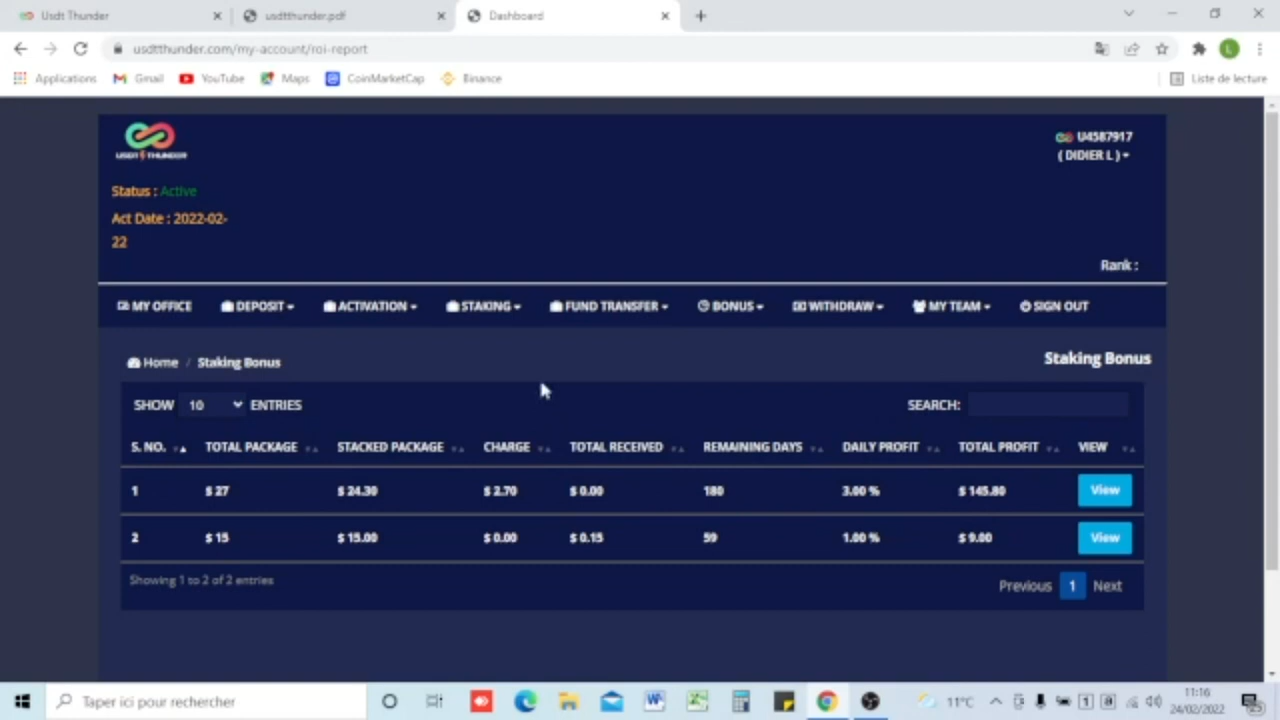 Usdt Thunder
usdtthunder.pdf
Dashboard
usdtthunder.com/my-account/roi-report
Applications Gmail YouTube Maps CoinMarketCap Binance Liste de lecture
L
USDT THUNDER
U4587917
( DIDIER L )
Status : Active
Act Date : 2022-02-
22
Rank :
MY OFFICE DEPOSIT ACTIVATION STAKING FUND TRANSFER BONUS WITHDRAW MY TEAM SIGN OUT
Home / Staking Bonus
Staking Bonus
SHOW 10 ENTRIES
SEARCH:
S. NO. TOTAL PACKAGE STACKED PACKAGE CHARGE TOTAL RECEIVED REMAINING DAYS DAILY PROFIT TOTAL PROFIT VIEW
1 $ 27 $ 24.30 $ 2.70 $ 0.00 180 3.00 % $ 145.80 View
2 $ 15 $ 15.00 $ 0.00 $ 0.15 59 1.00 % $ 9.00 View
Showing 1 to 2 of 2 entries
Previous 1 Next
Taper ici pour rechercher
11°C
11:16
24/02/2022